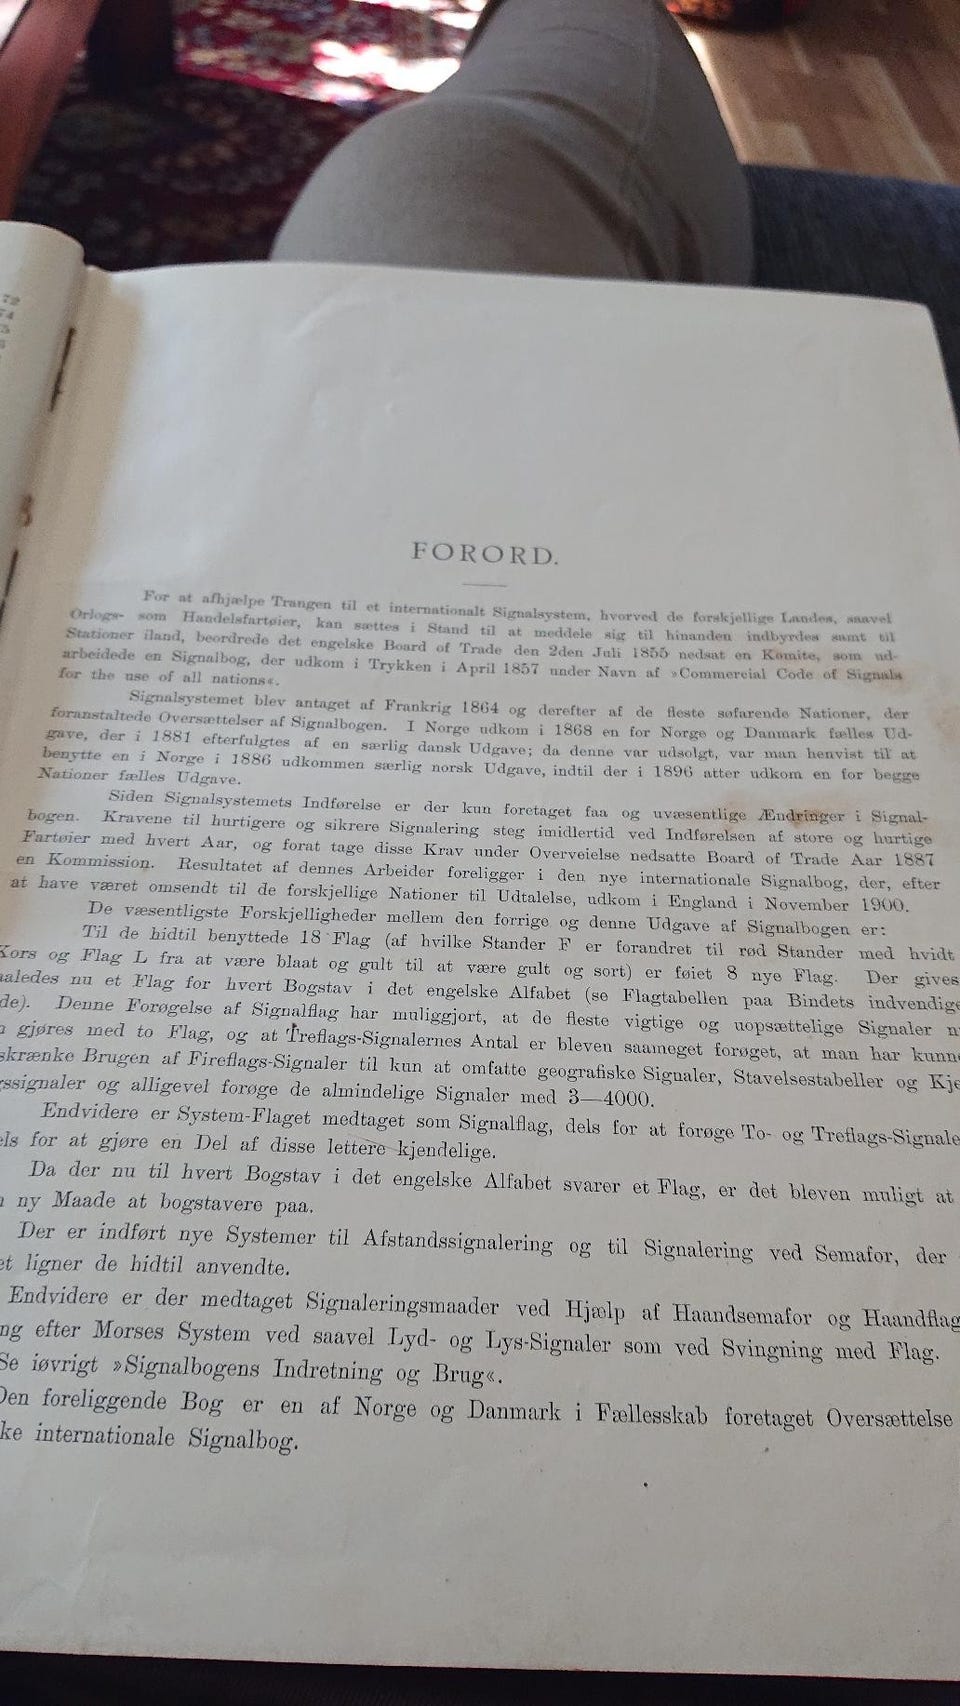 72
74
FORORD.
For at afhjælpe Trangen til et internationalt Signalsystem, hvorved de forskjellige Landes, saavel
Orlogs- som Handelsfartøier, kan sættes i Stand til at meddele sig til hinanden indbyrdes samt til
Stationer iland, beordrede det engelske Board of Trade den 2den Juli 1855 nedsat en Komite, som ud-
arbeidede en Signalbog, der udkom i Trykken i April 1857 under Navn af »Commercial Code of Signals
for the use of all nations«.
Signalsystemet blev antaget af Frankrig 1864 og derefter af de fleste søfarende Nationer, der
foranstaltede Oversættelser af Signalbogen. I Norge udkom i 1868 en for Norge og Danmark fælles Ud-
gave, der i 1881 efterfulgtes af en særlig dansk Udgave; da denne var udsolgt, var man henvist til at
benytte en i Norge i 1886 udkommen særlig norsk Udgave, indtil der i 1896 atter udkom en for begge
Nationer fælles Udgave.
Siden Signalsystemets Indførelse er der kun foretaget faa og uvæsentlige Ændringer i Signal-
bogen. Kravene til hurtigere og sikrere Signalering steg imidlertid ved Indførelsen af store og hurtige
Fartøier med hvert Aar, og forat tage disse Krav under Overveielse nedsatte Board of Trade Aar 1887
en Kommission. Resultatet af dennes Arbeider foreligger i den nye internationale Signalbog, der, efter
at have været omsendt til de forskjellige Nationer til Udtalelse, udkom i England i November 1900.
De væsentligste Forskjelligheder mellem den forrige og denne Udgave af Signalbogen er:
Til de hidtil benyttede 18 Flag (af hvilke Stander F er forandret til rød Stander med hvidt
Kors og Flag L fra at være blaat og gult til at være gult og sort) er føiet 8 nye Flag. Der gives
aaledes nu et Flag for hvert Bogstav i det engelske Alfabet (se Flagtabellen paa Bindets indvendige
de). Denne Forøgelse af Signalflag har muliggjort, at de fleste vigtige og uopsættelige Signaler n
gjøres med to Flag, og at Treflags-Signalernes Antal er bleven saameget forøget, at man har kunne
skrænke Brugen af Fireflags-Signaler til kun at omfatte geografiske Signaler, Stavelsestabeller og Kje
gssignaler og alligevel forøge de almindelige Signaler med 3—4000.
Endvidere er System-Flaget medtaget som Signalflag, dels for at forøge To- og Treflags-Signale
els for at gjøre en Del af disse lettere kjendelige.
Da der nu til hvert Bogstav i det engelske Alfabet svarer et Flag, er det bleven muligt at
ny Maade at bogstavere paa.
Der er indført nye Systemer til Afstandssignalering og til Signalering ved Semafor, der
et ligner de hidtil anvendte.
Endvidere er der medtaget Signaleringsmaader ved Hjælp af Haandsemafor og Haandflag
ng efter Morses System ved saavel Lyd- og Lys-Signaler som ved Svingning med Flag.
Se iøvrigt »Signalbogens Indretning og Brug«.
Den foreliggende Bog er en af Norge og Danmark i Fællesskab foretaget Oversættelse
ke internationale Signalbog.